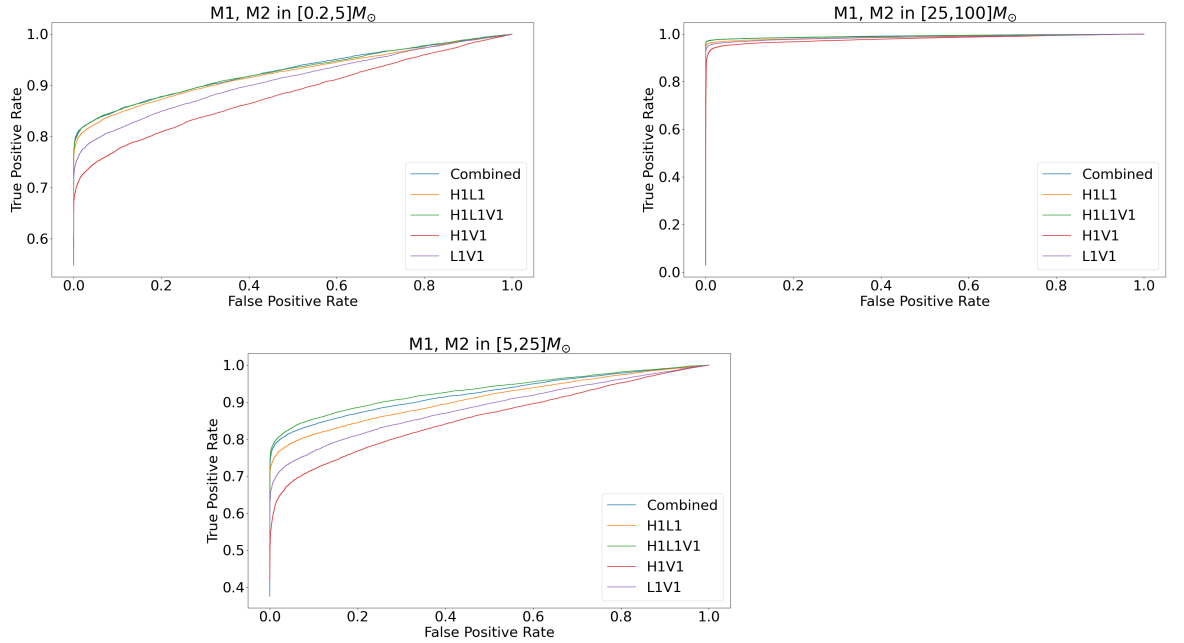 M1, M2 in [0.2,5]M⊙
True Positive Rate
1.0
0.9
0.8
0.7
0.6
Combined
H1L1
H1L1V1
H1V1
L1V1
0.0 0.2 0.4 0.6 0.8 1.0
False Positive Rate
M1, M2 in [25,100]M⊙
True Positive Rate
1.0
0.8
0.6
0.4
0.2
0.0
Combined
H1L1
H1L1V1
H1V1
L1V1
0.0 0.2 0.4 0.6 0.8 1.0
False Positive Rate
M1, M2 in [5,25]M⊙
True Positive Rate
1.0
0.9
0.8
0.7
0.6
0.5
0.4
Combined
H1L1
H1L1V1
H1V1
L1V1
0.0 0.2 0.4 0.6 0.8 1.0
False Positive Rate